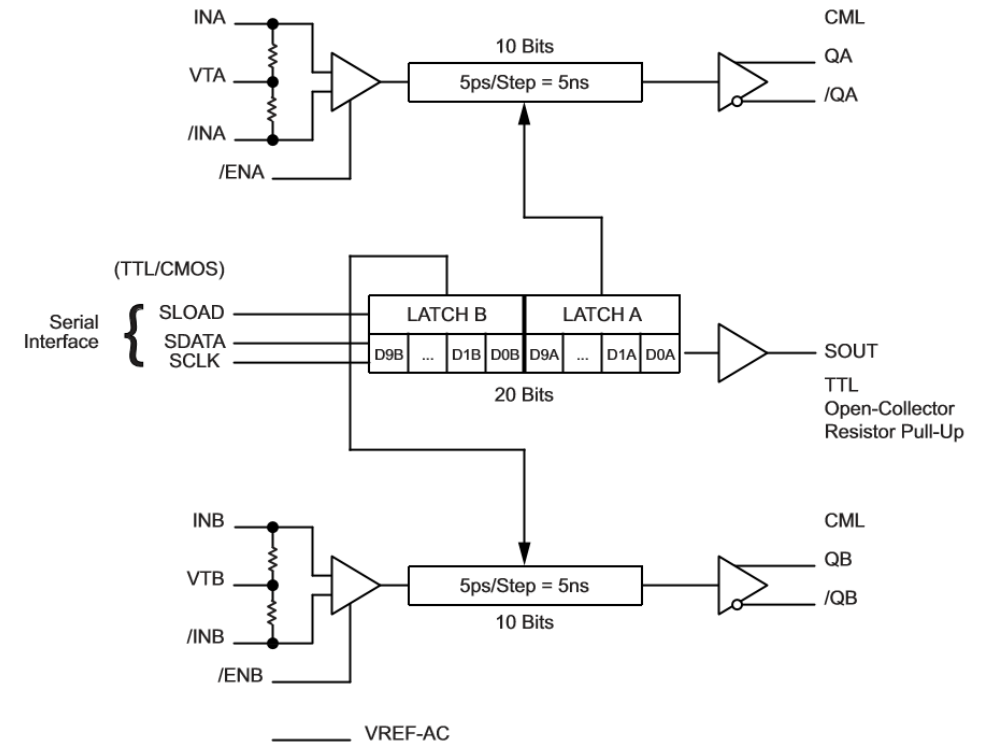 INA
VTA
/INA
/ENA
10 Bits
5ps/Step = 5ns
CML
QA
/QA
(TTL/CMOS)
Serial
Interface
{
SLOAD
SDATA
SCLK
LATCH B
LATCH A
D9B ... D1B D0B D9A ... D1A D0A
20 Bits
SOUT
TTL
Open-Collector
Resistor Pull-Up
INB
VTB
/INB
/ENB
5ps/Step = 5ns
10 Bits
CML
QB
/QB
VREF-AC